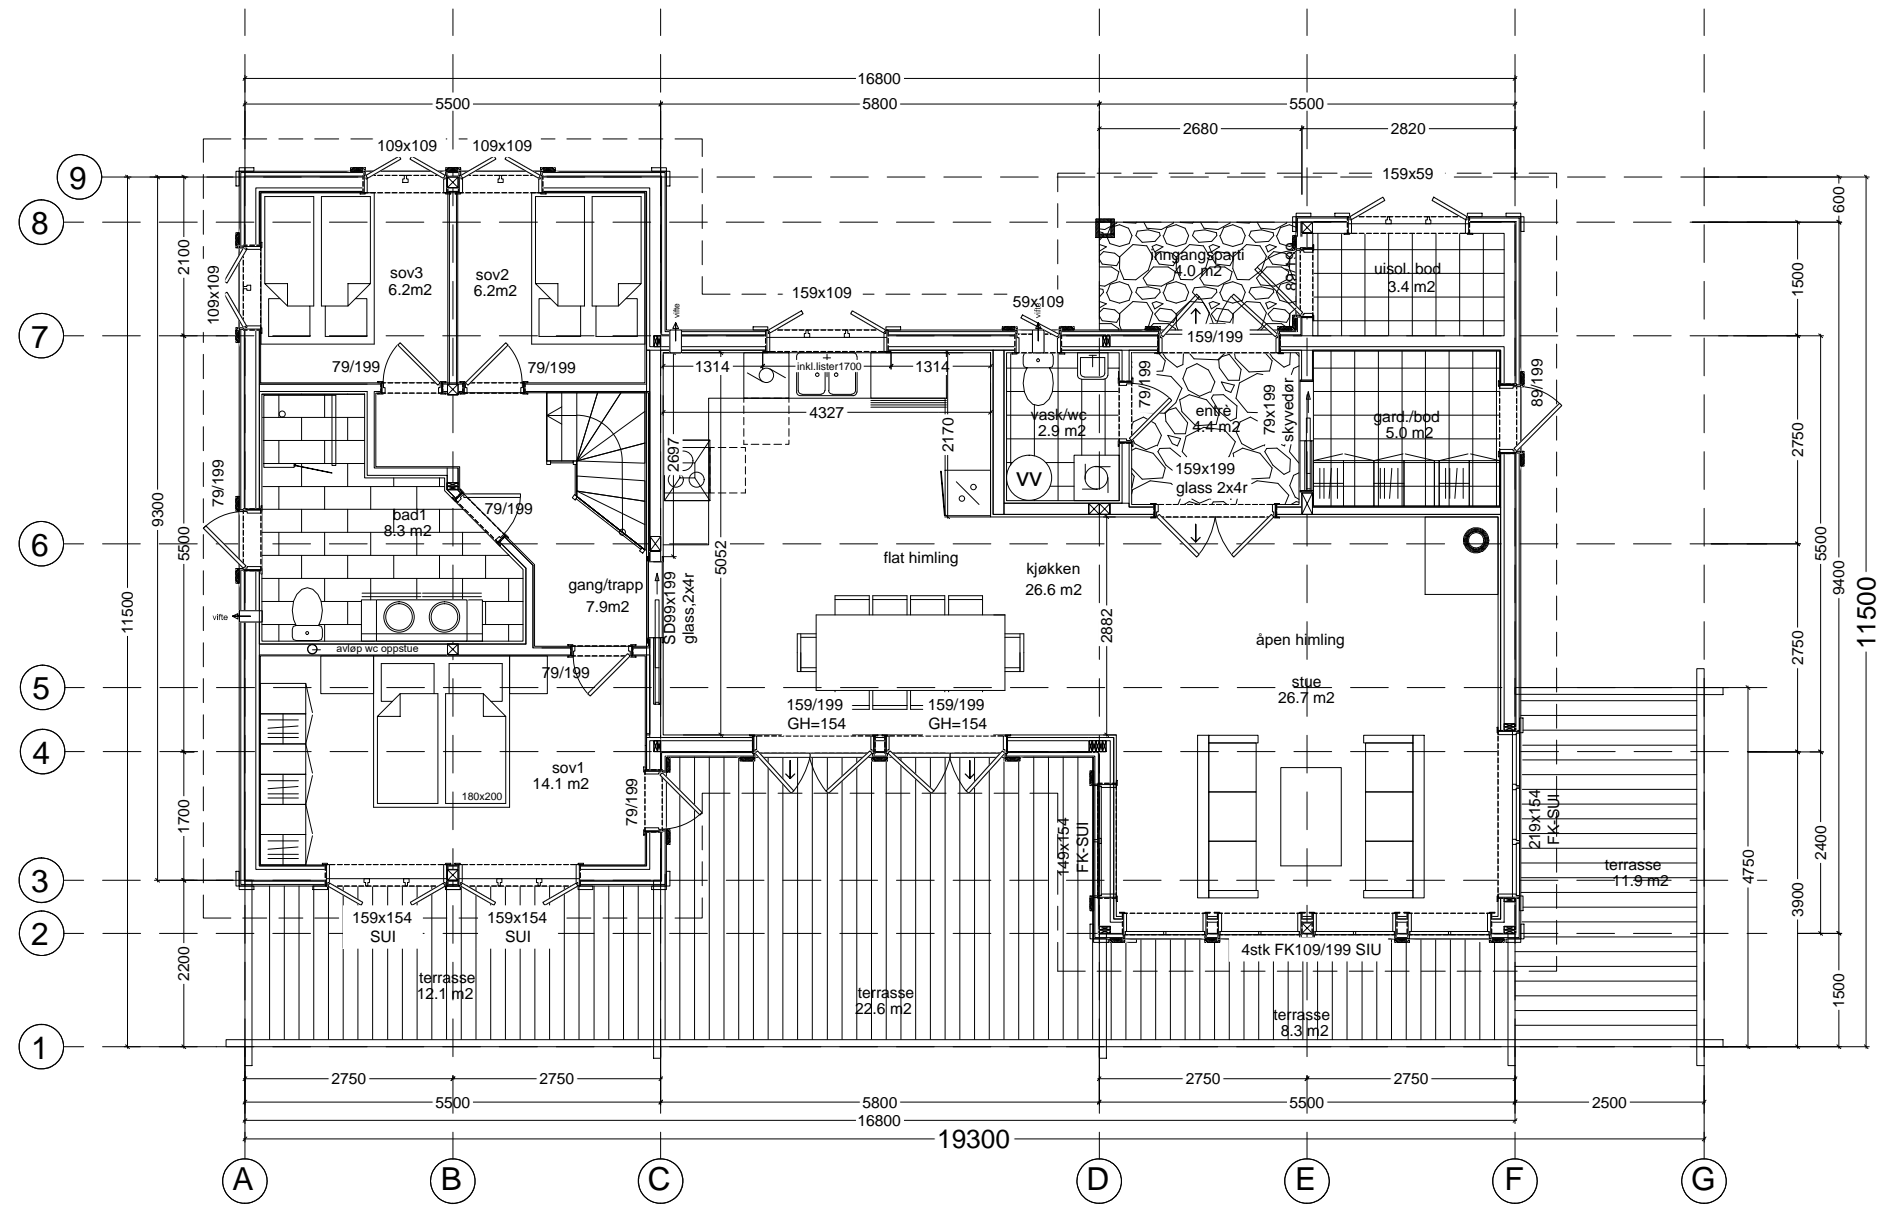 16800
5500
5800
5500
2680
2820
109x109
109x109
159x59
9
8
7
6
5
4
3
2
1
600
2100
109x109
sov3
6.2m2
sov2
6.2m2
vifte
159x109
59x109
vifte
inngangsparti
4.0 m2
89/199
uisol. bod
3.4 m2
1500
79/199
79/199
1314
inkl.lister1700
1314
4327
159/199
79/199
vask/wc
2.9 m2
entrè
4.4 m2
79x199
skyvedør
gard./bod
5.0 m2
89/199
2750
2697
2170
VV
159x199
glass 2x4r
79/199
9300
5500
11500
bad1
8.3 m2
79/199
flat himling
5052
kjøkken
26.6 m2
5500
9400
11500
gang/trapp
7.9m2
SD99x199
glass,2x4r
2882
åpen himling
2750
vifte
avløp wc oppstue
79/199
stue
26.7 m2
159/199
GH=154
159/199
GH=154
sov1
14.1 m2
180x200
79/199
1700
149x154
FK-SUI
219x154
FK-SUI
terrasse
11.9 m2
4750
2400
3900
159x154
SUI
159x154
SUI
4stk FK109/199 SIU
2200
terrasse
12.1 m2
terrasse
22.6 m2
terrasse
8.3 m2
1500
2750
2750
2750
2750
5500
5800
5500
2500
16800
19300
A
B
C
D
E
F
G